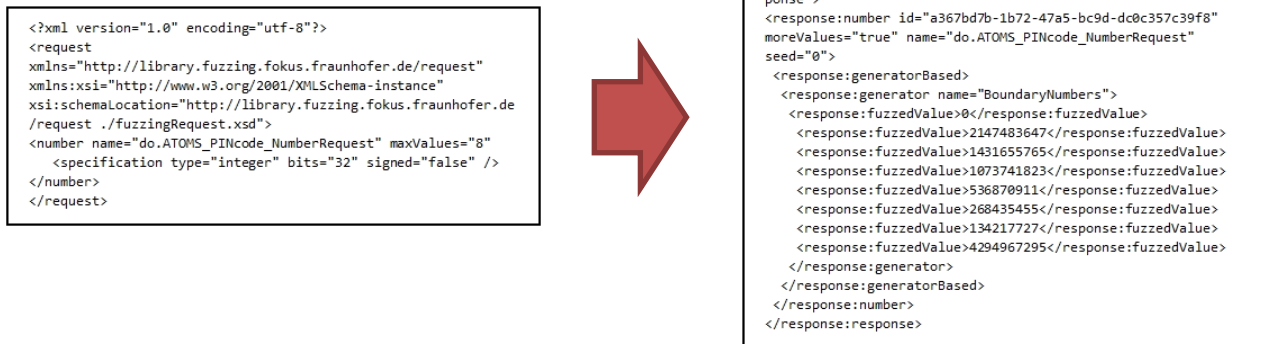 <?xml version="1.0" encoding="utf-8"?>
<request
xmlns="http://library.fuzzing.fokus.fraunhofer.de/request"
xmlns:xsi="http://www.w3.org/2001/XMLSchema-instance"
xsi:schemaLocation="http://library.fuzzing.fokus.fraunhofer.de
/request ./fuzzingRequest.xsd">
<number name="do.ATOMS_PINcode_NumberRequest" maxValues="8"
<specification type="integer" bits="32" signed="false" />
</number>
</request>
ponse">
<response:number id="a367bd7b-1b72-47a5-bc9d-dc0c357c39f8"
moreValues="true" name="do.ATOMS_PINcode_NumberRequest"
seed="0">
<response:generatorBased>
<response:generator name="BoundaryNumbers">
<response:fuzzedValue>0</response:fuzzedValue>
<response:fuzzedValue>2147483647</response:fuzzedValue>
<response:fuzzedValue>1431655765</response:fuzzedValue>
<response:fuzzedValue>1073741823</response:fuzzedValue>
<response:fuzzedValue>536870911</response:fuzzedValue>
<response:fuzzedValue>268435455</response:fuzzedValue>
<response:fuzzedValue>134217727</response:fuzzedValue>
<response:fuzzedValue>4294967295</response:fuzzedValue>
</response:generator>
</response:generatorBased>
</response:number>
</response:response>